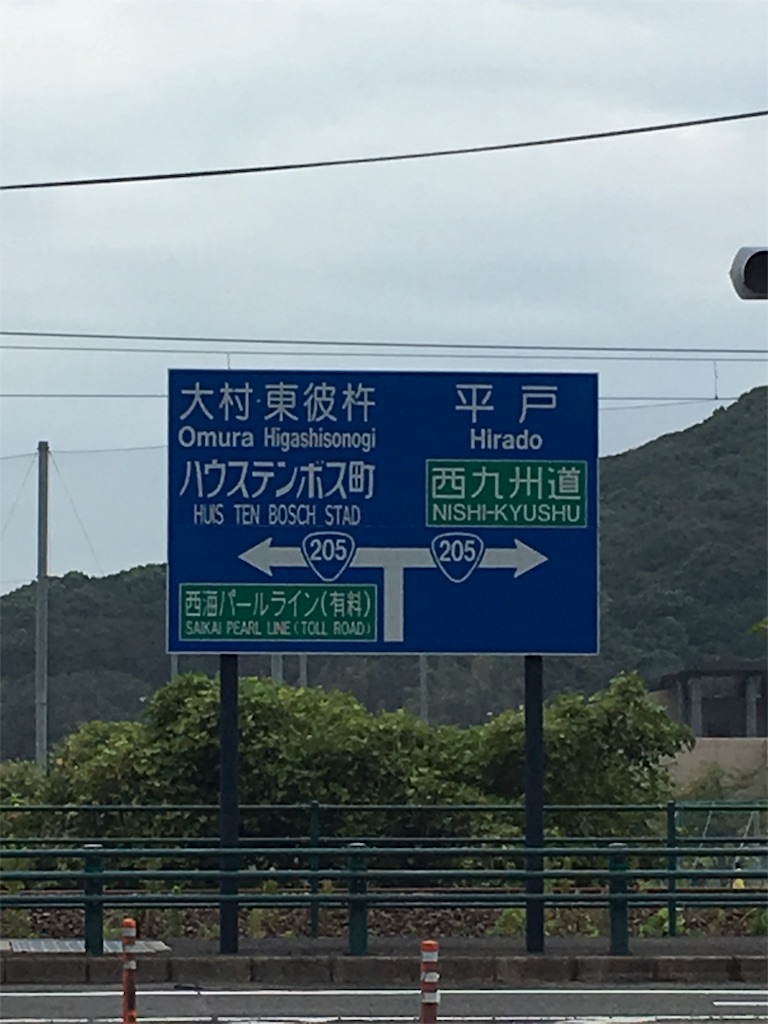 大村・東彼杵
Omura Higashisonogi
ハウステンボス町
HUIS TEN BOSCH STAD
平戸
Hirado
西九州道
NISHI-KYUSHU
205
205
西海パールライン(有料)
SAIKAI PEARL LINE(TOLL ROAD)